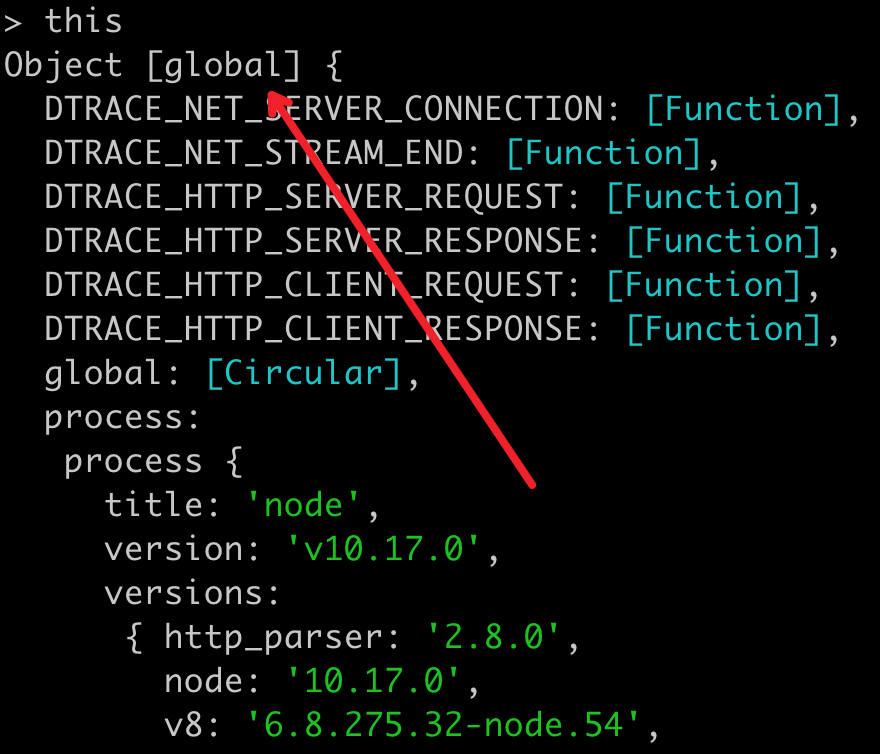 > this
Object [global] {
DTRACE_NET_SERVER_CONNECTION: [Function],
DTRACE_NET_STREAM_END: [Function],
DTRACE_HTTP_SERVER_REQUEST: [Function],
DTRACE_HTTP_SERVER_RESPONSE: [Function],
DTRACE_HTTP_CLIENT_REQUEST: [Function],
DTRACE_HTTP_CLIENT_RESPONSE: [Function],
global: [Circular],
process:
process {
title: 'node',
version: 'v10.17.0',
versions:
{ http_parser: '2.8.0',
node: '10.17.0',
v8: '6.8.275.32-node.54',